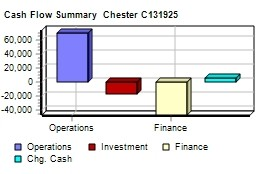 Cash Flow Summary  Chester C131925
60,000
40,000
20,000
0
-20,000
-40,000
Operations
Finance
Operations
Investment
Finance
Chg. Cash